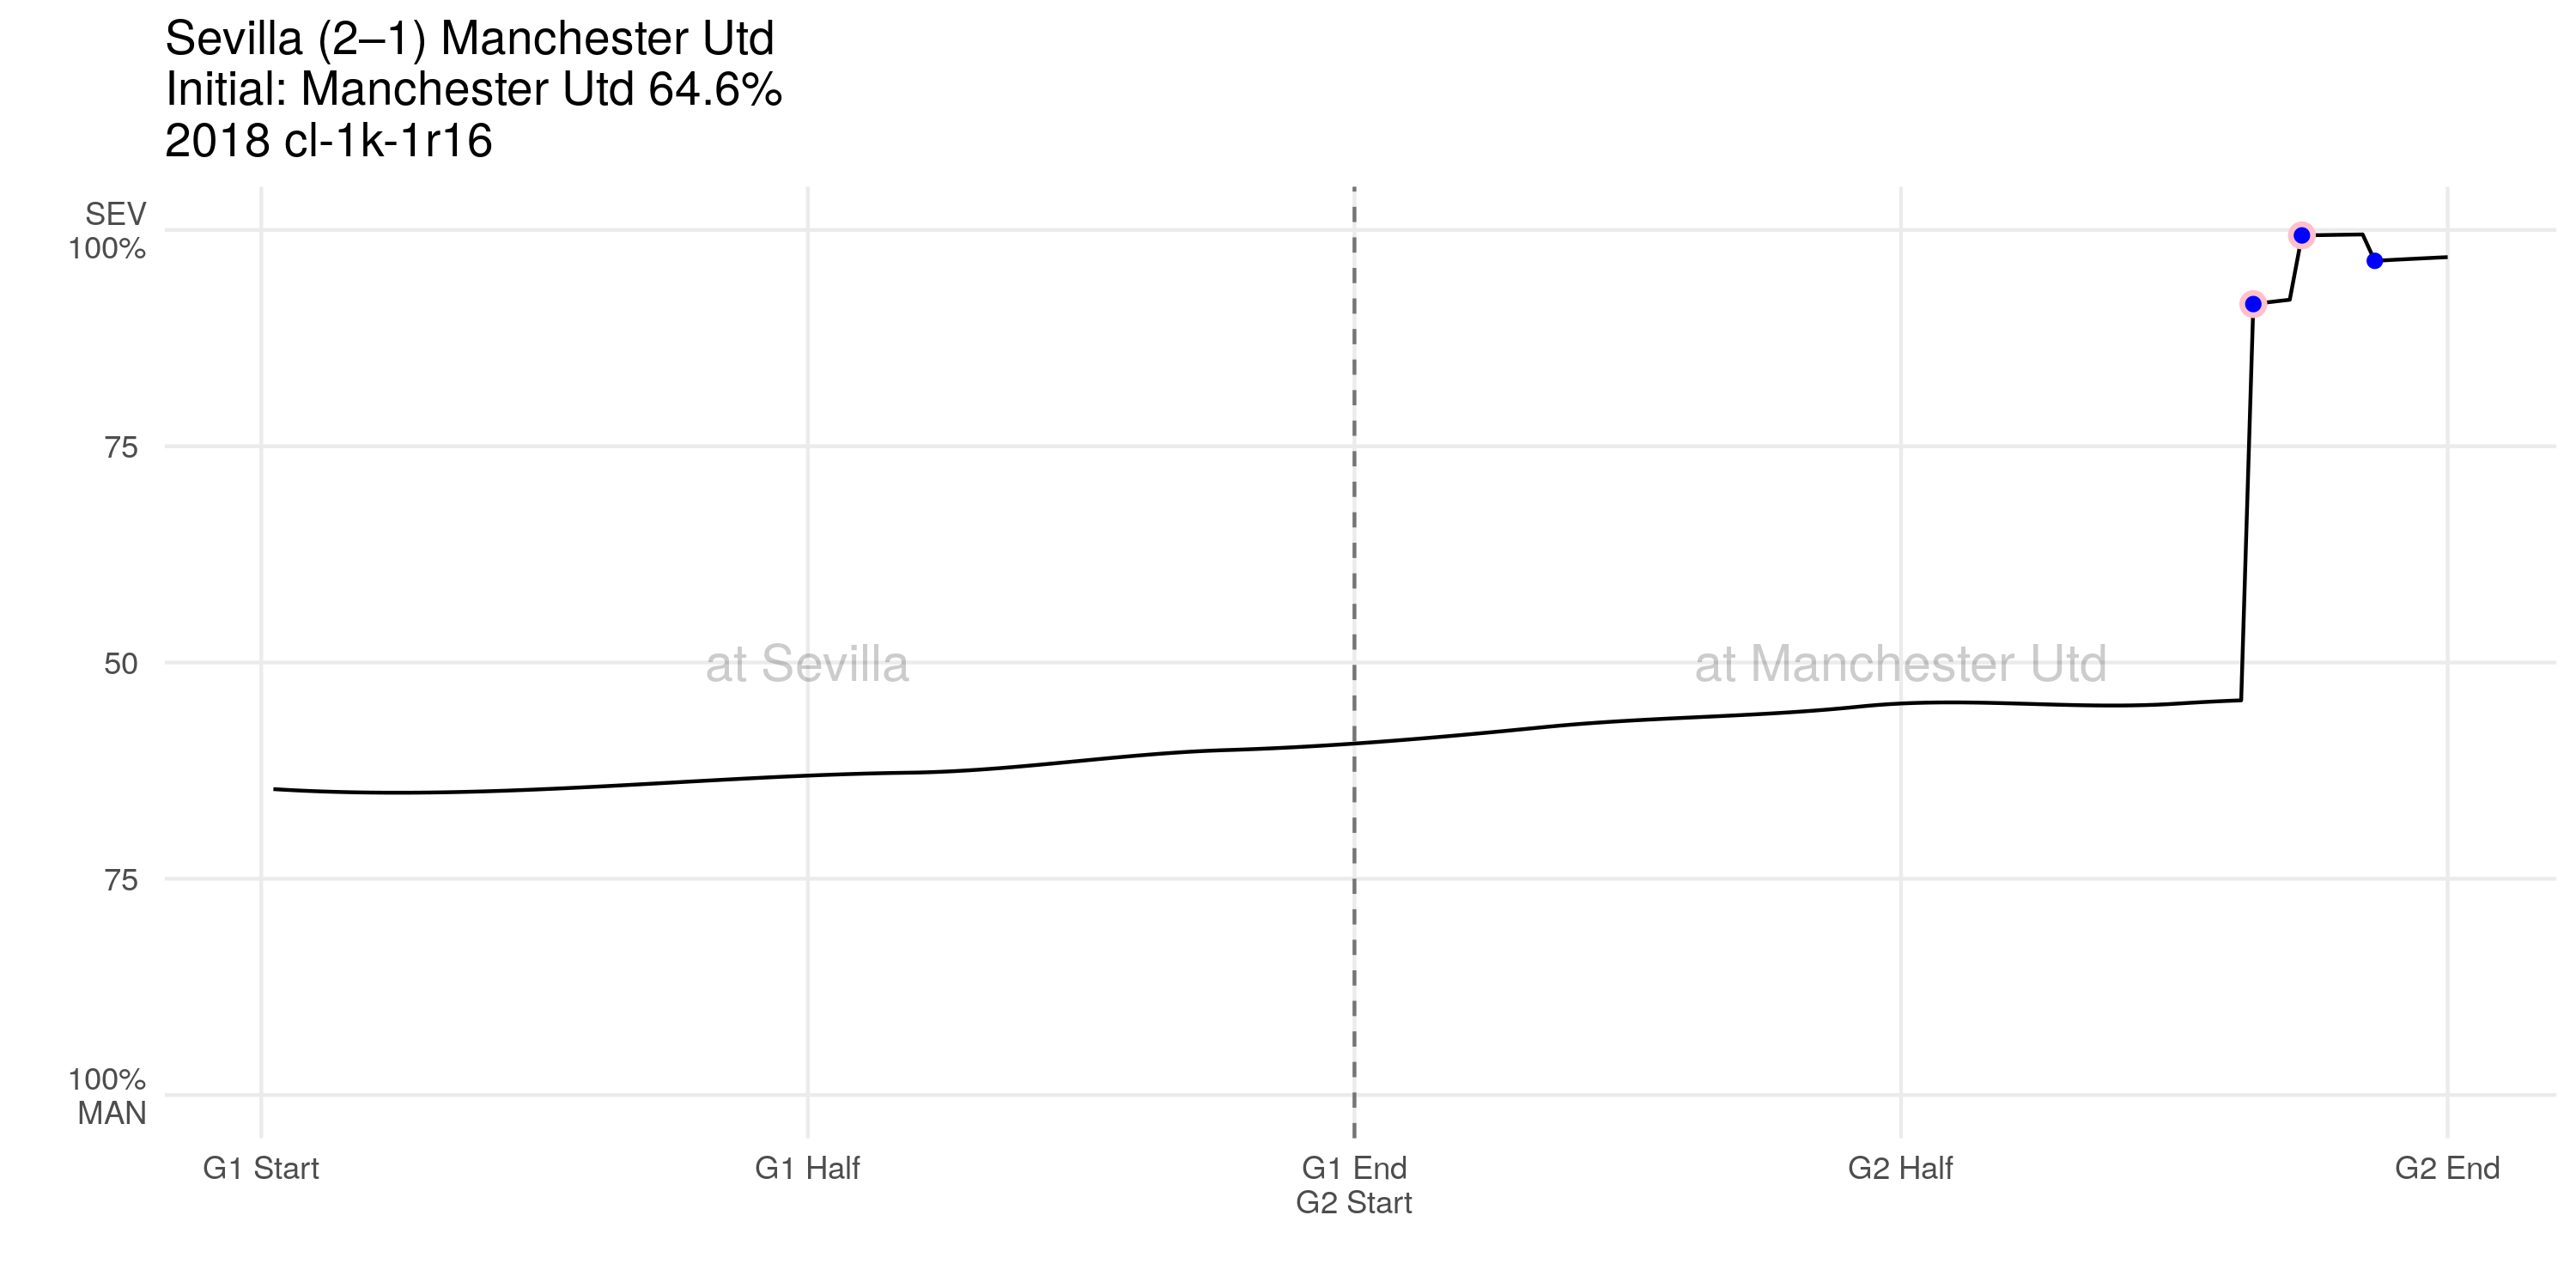 Sevilla (2–1) Manchester Utd
Initial: Manchester Utd 64.6%
2018 cl-1k-1r16
SEV
100%
75
50
75
100%
MAN
at Sevilla
at Manchester Utd
G1 Start
G1 Half
G1 End
G2 Start
G2 Half
G2 End